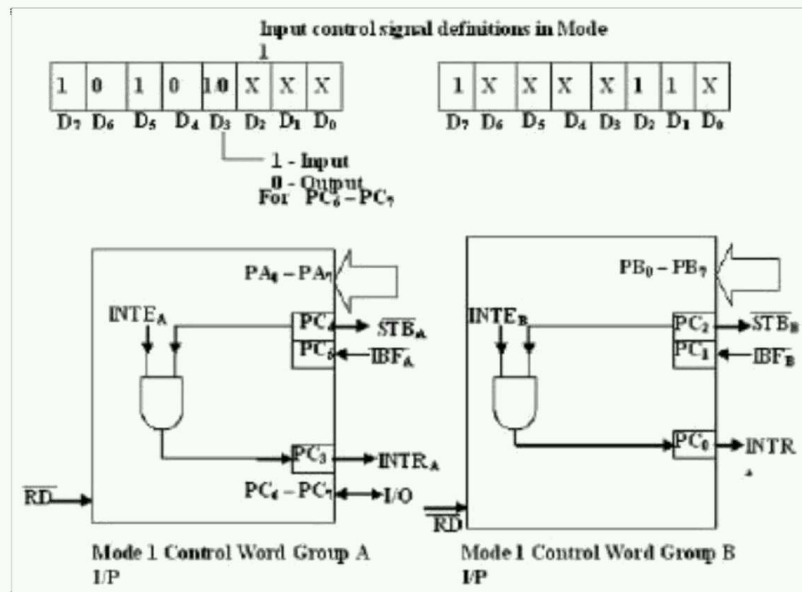 Input control signal definitions in Mode
1
1 0 1 0 1/0 X X X
D7 D6 D5 D4 D3 D2 D1 D0
1 - Input
0 - Output
For PC6 - PC7
1 X X X X 1 1 X
D7 D6 D5 D4 D3 D2 D1 D0
PA0 - PA7
INTEA
PC4
STBA
PC5
IBFA
PC3
INTRA
PC6 - PC7
I/O
RD
Mode 1 Control Word Group A
I/P
PB0 - PB7
INTEB
PC2
STBB
PC1
IBFB
PC0
INTR
RD
Mode 1 Control Word Group B
I/P